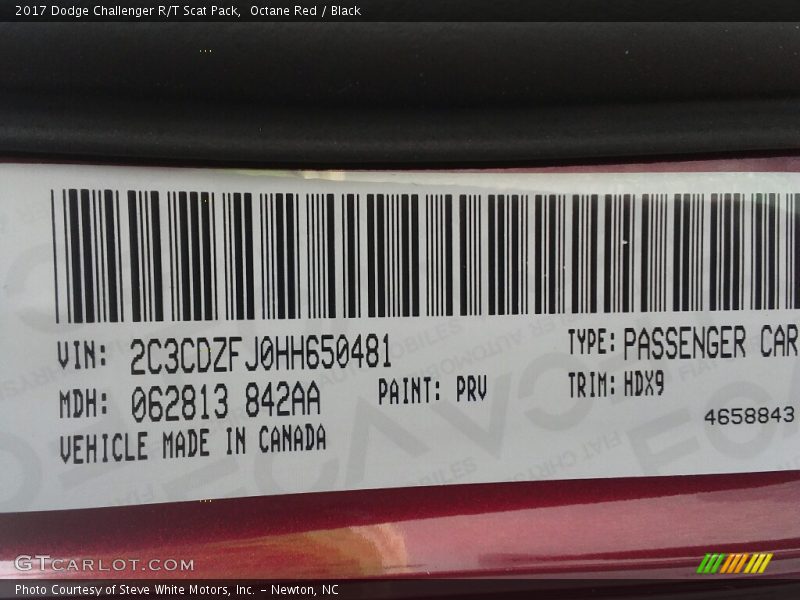 2017 Dodge Challenger R/T Scat Pack,  Octane Red / Black
VIN: 2C3CDZFJ0HH650481
TYPE: PASSENGER CAR
MDH: 062813 842AA
PAINT: PRV
TRIM: HDX9
VEHICLE MADE IN CANADA
4658843
GTCARLOT.COM
Photo Courtesy of Steve White Motors, Inc. – Newton, NC